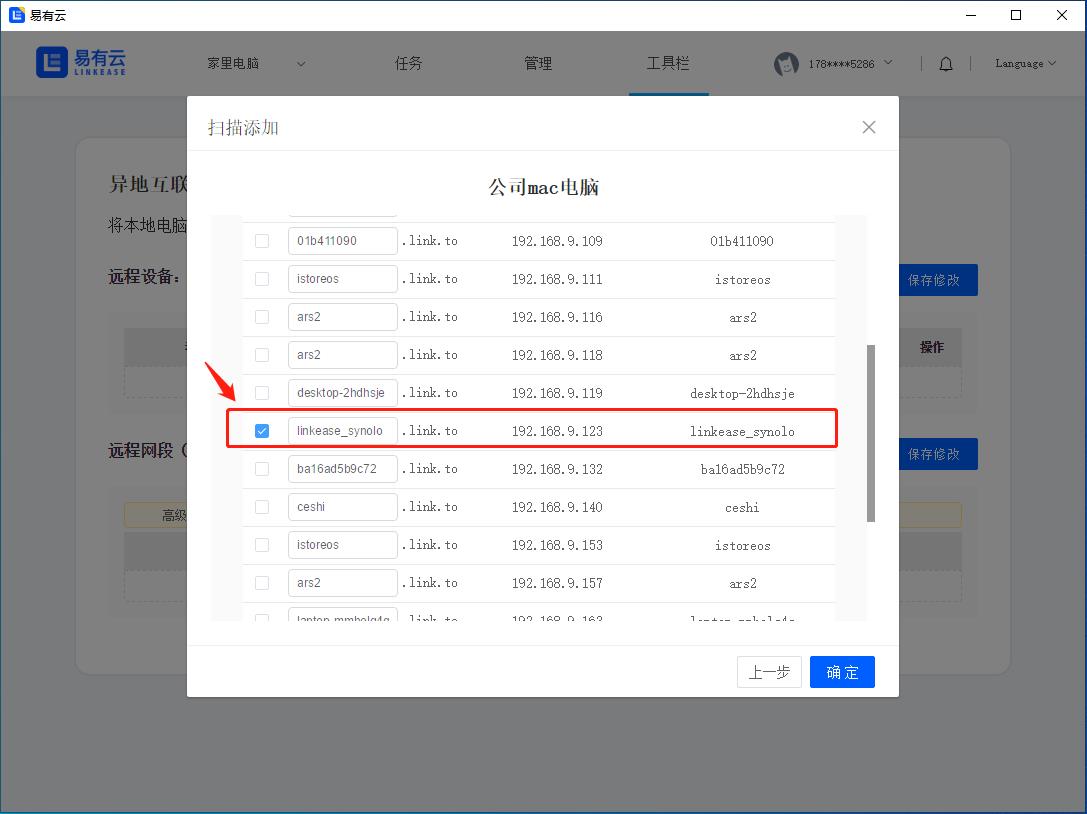 易有云
易有云
LINKEASE
家里电脑
任务
管理
工具栏
178****5286
Language
扫描添加
异地互联
公司mac电脑
将本地电脑
01b411090 .link.to 192.168.9.109 01b411090
远程设备：
istoreos .link.to 192.168.9.111 istoreos
保存修改
ars2 .link.to 192.168.9.116 ars2
操作
ars2 .link.to 192.168.9.118 ars2
desktop-2hdhsje .link.to 192.168.9.119 desktop-2hdhsje
linkease_synolo .link.to 192.168.9.123 linkease_synolo
远程网段（
保存修改
ba16ad5b9c72 .link.to 192.168.9.132 ba16ad5b9c72
ceshi .link.to 192.168.9.140 ceshi
高级
istoreos .link.to 192.168.9.153 istoreos
ars2 .link.to 192.168.9.157 ars2
.link.to
上一步
确定